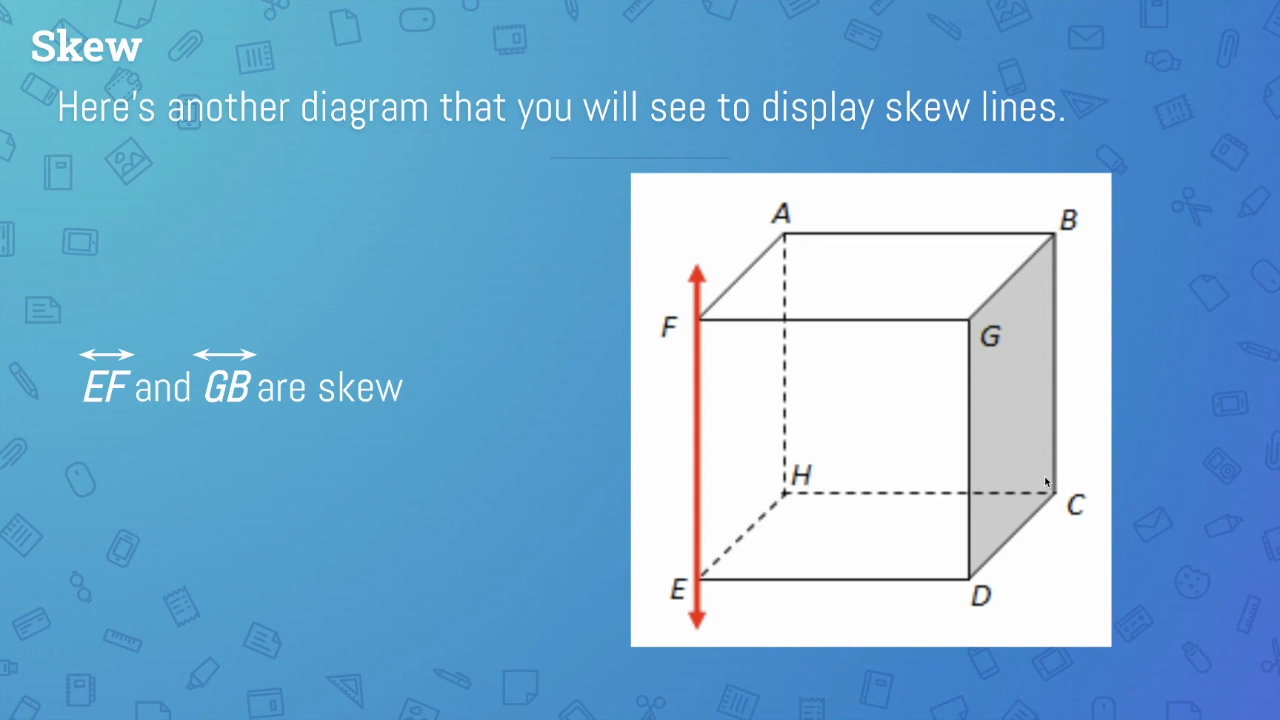 Skew
Here's another diagram that you will see to display skew lines.
A
B
F
G
EF and GB are skew
H
C
E
D